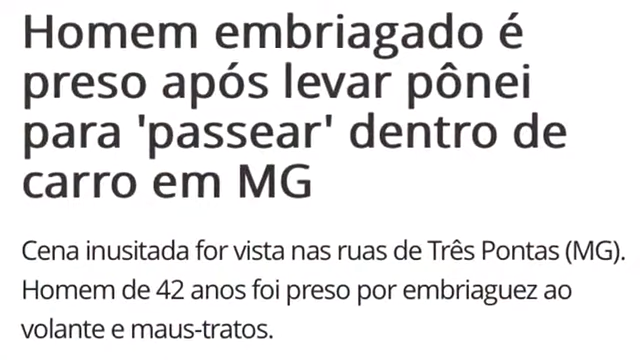 Homem embriagado é
preso após levar pônei
para 'passear' dentro de
carro em MG
Cena inusitada for vista nas ruas de Três Pontas (MG).
Homem de 42 anos foi preso por embriaguez ao
volante e maus-tratos.